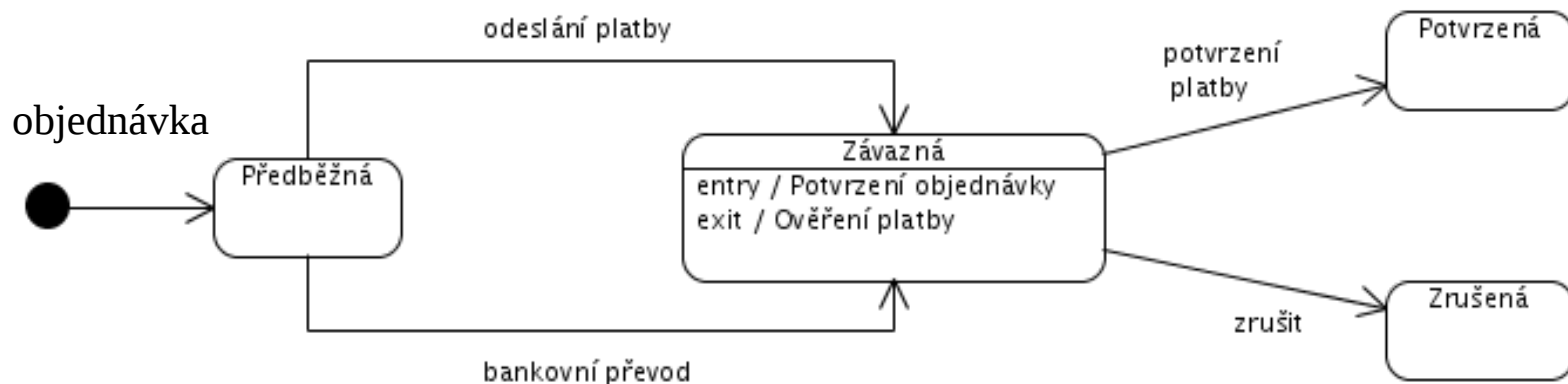 odeslání platby
Potvrzená
potvrzení
platby
objednávka
Předběžná
Závazná
entry / Potvrzení objednávky
exit / Ověření platby
Zrušená
zrušit
bankovní převod